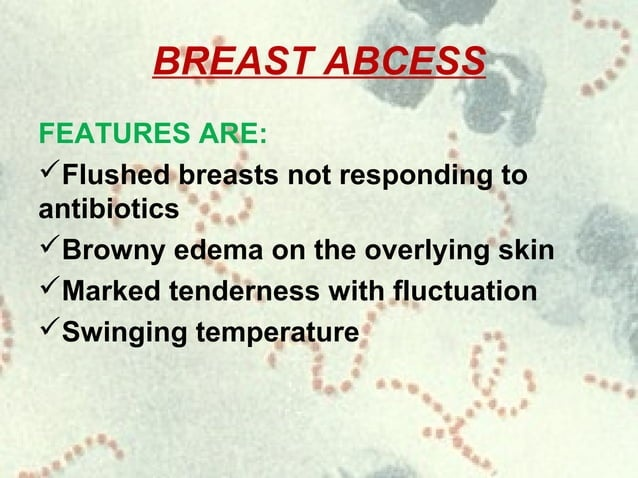 BREAST ABCESS
FEATURES ARE:
✓Flushed breasts not responding to
antibiotics
✓Browny edema on the overlying skin
✓Marked tenderness with fluctuation
✓Swinging temperature